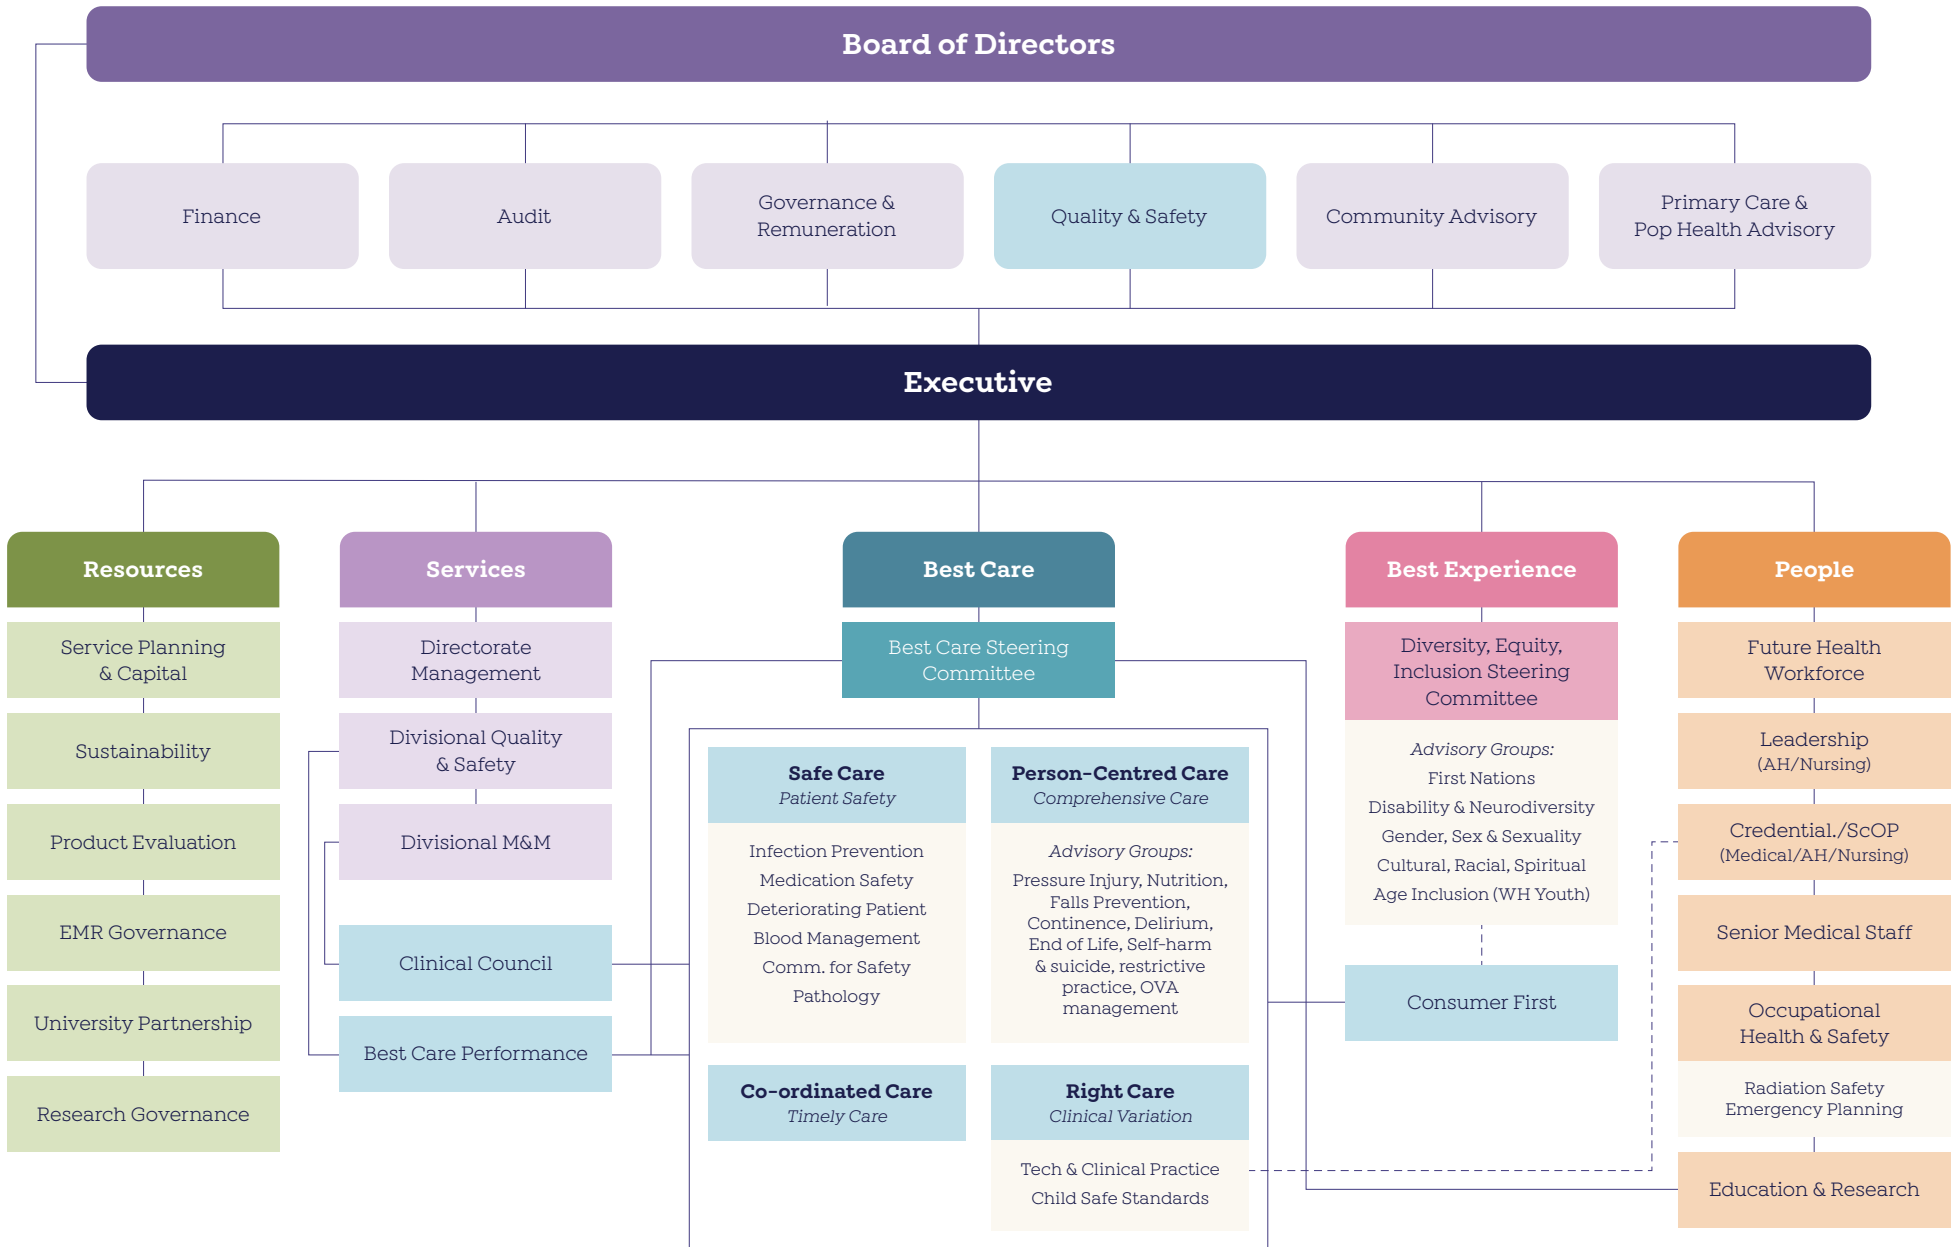 Board of Directors
Finance
Audit
Governance &
Remuneration
Quality & Safety
Community Advisory
Primary Care &
Pop Health Advisory
Executive
Resources
Service Planning
& Capital
Sustainability
Product Evaluation
EMR Governance
University Partnership
Research Governance
Services
Directorate
Management
Divisional Quality
& Safety
Divisional M&M
Clinical Council
Best Care Performance
Best Care
Best Care Steering
Committee
Safe Care
Patient Safety
Infection Prevention
Medication Safety
Deteriorating Patient
Blood Management
Comm. for Safety
Pathology
Person-Centred Care
Comprehensive Care
Advisory Groups:
Pressure Injury, Nutrition,
Falls Prevention,
Continence, Delirium,
End of Life, Self-harm
& suicide, restrictive
practice, OVA
management
Co-ordinated Care
Timely Care
Right Care
Clinical Variation
Tech & Clinical Practice
Child Safe Standards
Best Experience
Diversity, Equity,
Inclusion Steering
Committee
Advisory Groups:
First Nations
Disability & Neurodiversity
Gender, Sex & Sexuality
Cultural, Racial, Spiritual
Age Inclusion (WH Youth)
Consumer First
People
Future Health
Workforce
Leadership
(AH/Nursing)
Credential./ScOP
(Medical/AH/Nursing)
Senior Medical Staff
Occupational
Health & Safety
Radiation Safety
Emergency Planning
Education & Research